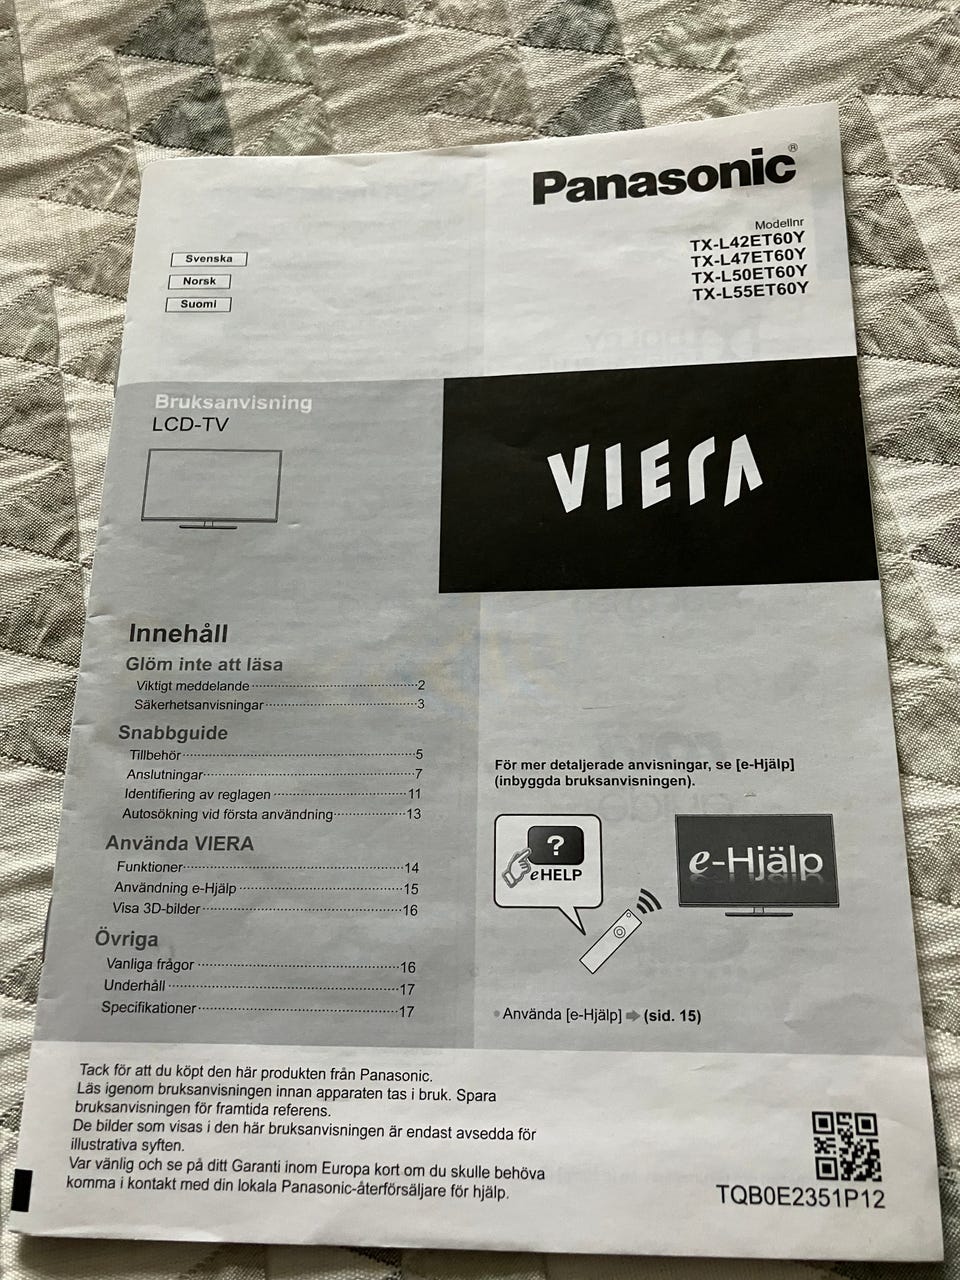 Panasonic®
Modellnr
TX-L42ET60Y
TX-L47ET60Y
TX-L50ET60Y
TX-L55ET60Y
Svenska
Norsk
Suomi
Bruksanvisning
LCD-TV
VIERA
Innehåll
Glöm inte att läsa
Viktigt meddelande 2
Säkerhetsanvisningar 3
Snabbguide
Tillbehör 5
Anslutningar 7
Identifiering av reglagen 11
Autosökning vid första användning 13
Använda VIERA
Funktioner 14
Användning e-Hjälp 15
Visa 3D-bilder 16
Övriga
Vanliga frågor 16
Underhåll 17
Specifikationer 17
För mer detaljerade anvisningar, se [e-Hjälp]
(inbyggda bruksanvisningen).
?
eHELP
e-Hjälp
Använda [e-Hjälp] ➡ (sid. 15)
Tack för att du köpt den här produkten från Panasonic.
Läs igenom bruksanvisningen innan apparaten tas i bruk. Spara
bruksanvisningen för framtida referens.
De bilder som visas i den här bruksanvisningen är endast avsedda för
illustrativa syften.
Var vänlig och se på ditt Garanti inom Europa kort om du skulle behöva
komma i kontakt med din lokala Panasonic-återförsäljare för hjälp.
TQB0E2351P12